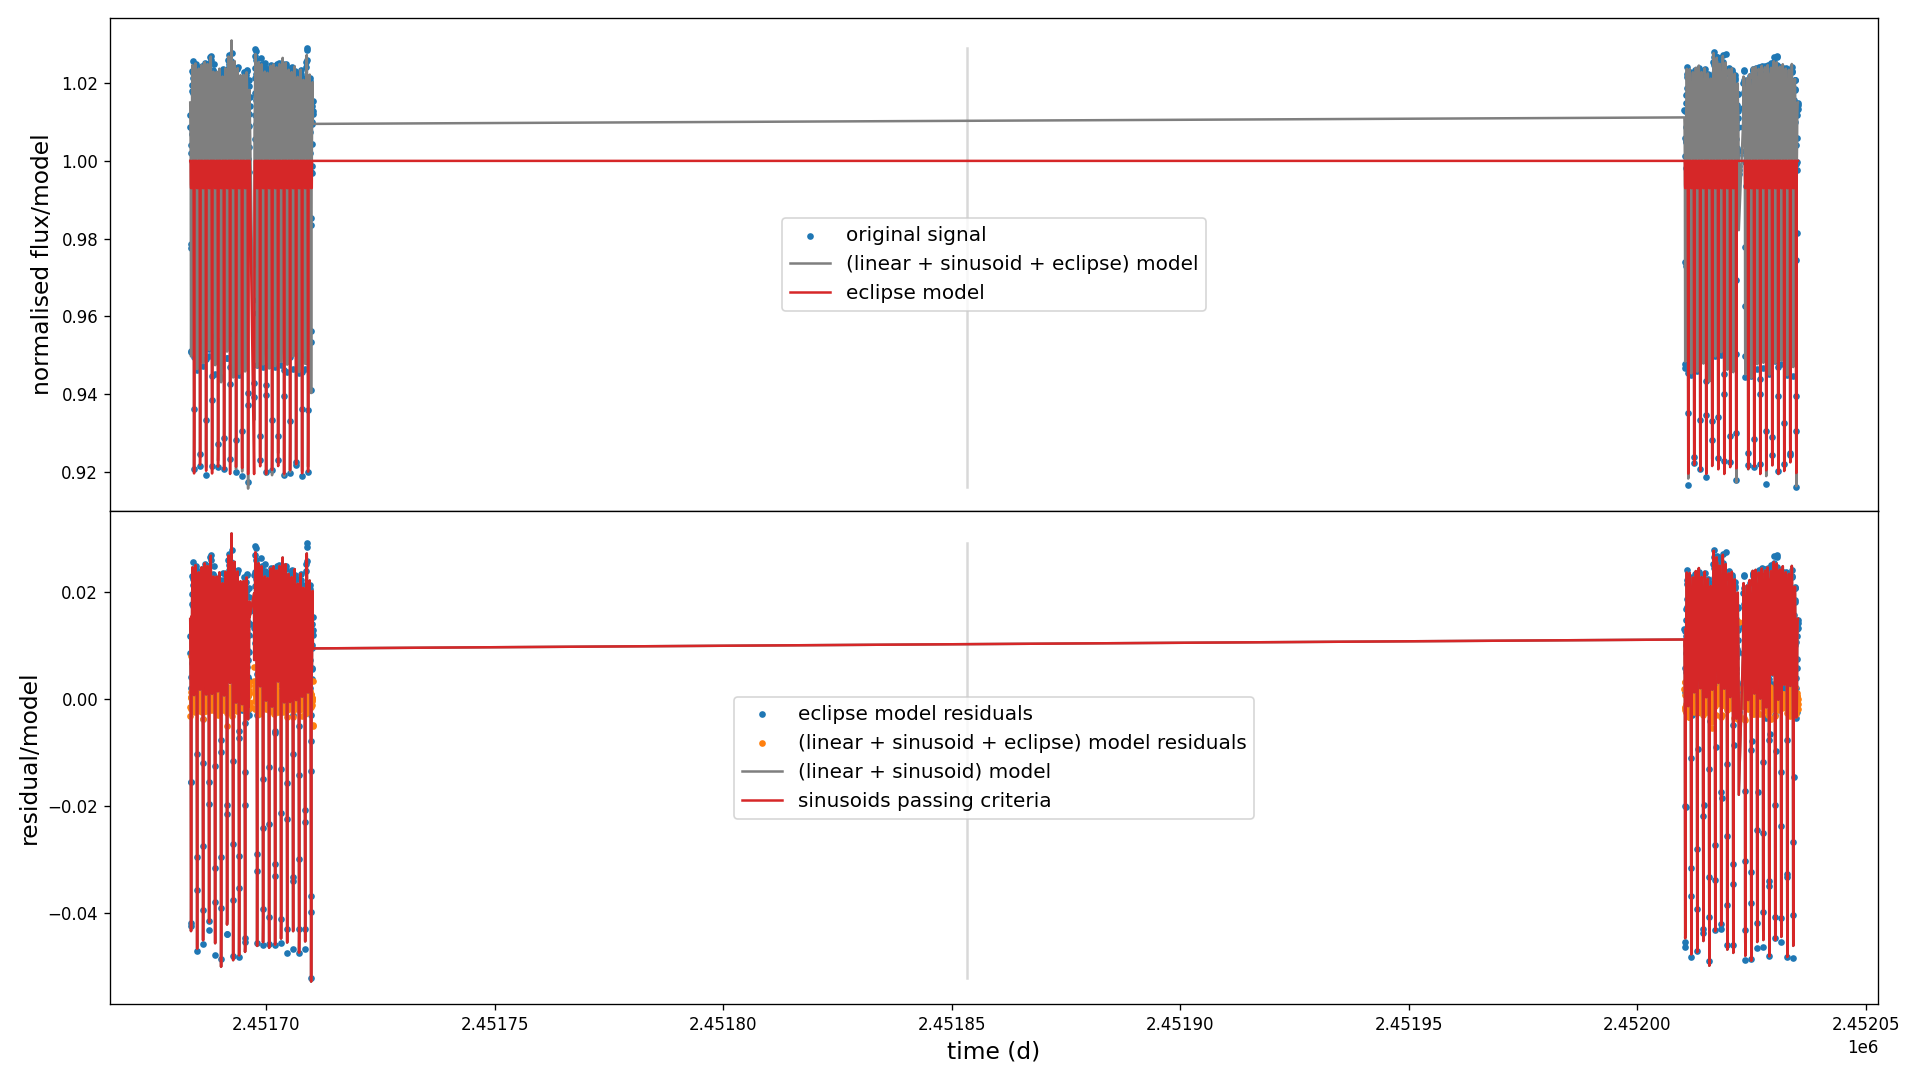 1.02
1.00
0.98
0.96
0.94
0.92
normalised flux/model
original signal
(linear + sinusoid + eclipse) model
eclipse model
0.02
0.00
−0.02
−0.04
residual/model
eclipse model residuals
(linear + sinusoid + eclipse) model residuals
(linear + sinusoid) model
sinusoids passing criteria
2.45170
2.45175
2.45180
2.45185
2.45190
2.45195
2.45200
2.45205
time (d)
1e6